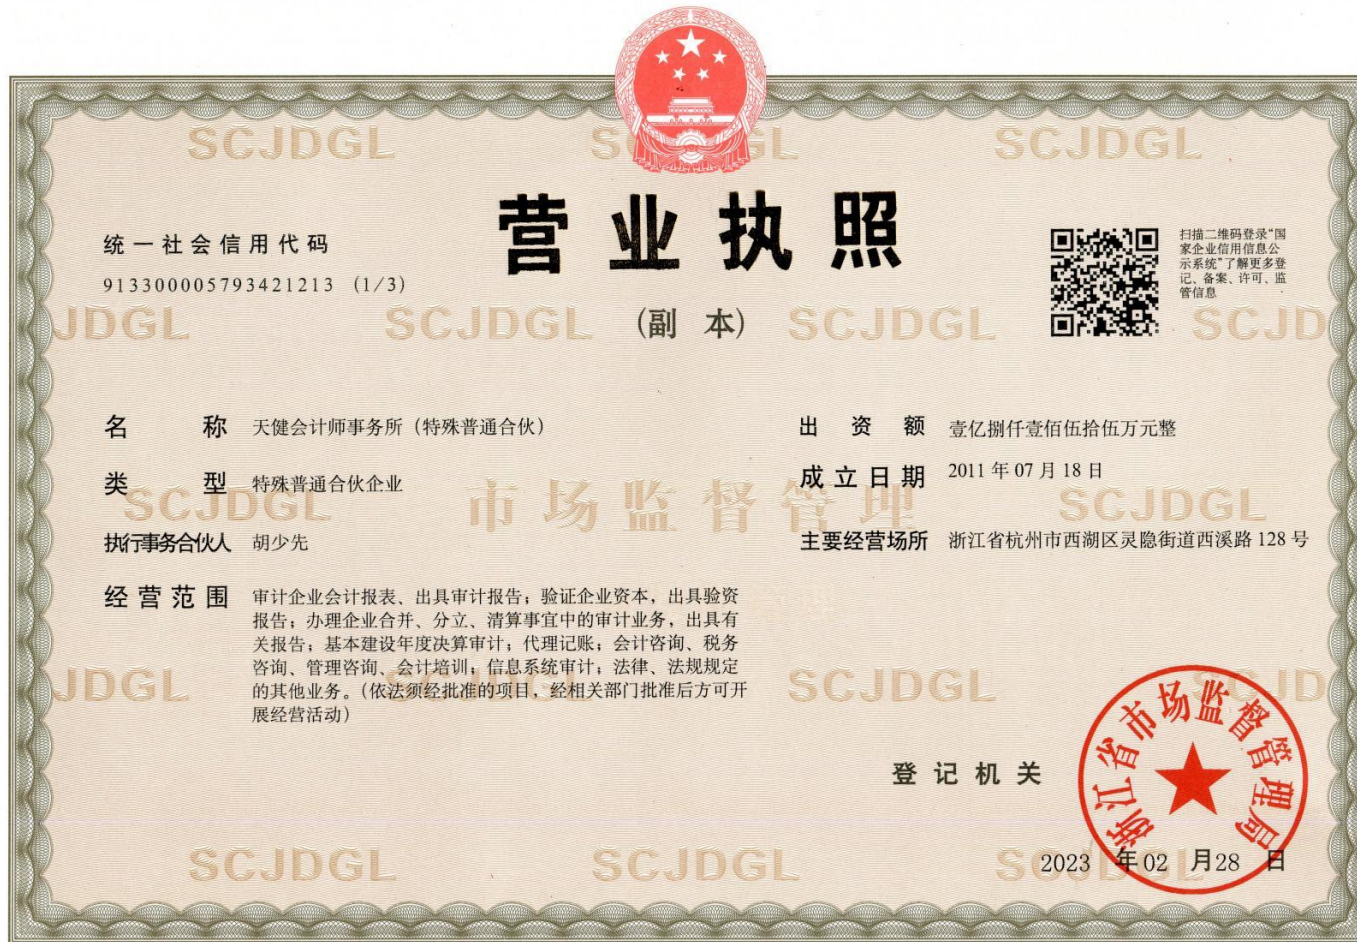 营业执照
(副 本)
统一社会信用代码
913300005793421213 (1/3)
扫描二维码登录“国
家企业信用信息公
示系统”了解更多登
记、备案、许可、监
管信息
名 称 天健会计师事务所（特殊普通合伙）
类 型 特殊普通合伙企业
执行事务合伙人 胡少先
经营范围 审计企业会计报表、出具审计报告；验证企业资本，出具验资
报告；办理企业合并、分立、清算事宜中的审计业务，出具有
关报告；基本建设年度决算审计；代理记账；会计咨询、税务
咨询、管理咨询、会计培训；信息系统审计；法律、法规规定
的其他业务。（依法须经批准的项目，经相关部门批准后方可开
展经营活动）
出 资 额 壹亿捌仟壹佰伍拾伍万元整
成立日期 2011年07月18日
主要经营场所 浙江省杭州市西湖区灵隐街道西溪路128号
登记机关
浙江省市场监督管理局
2023 年02 月28 日
SCJDGL
市场监督管理